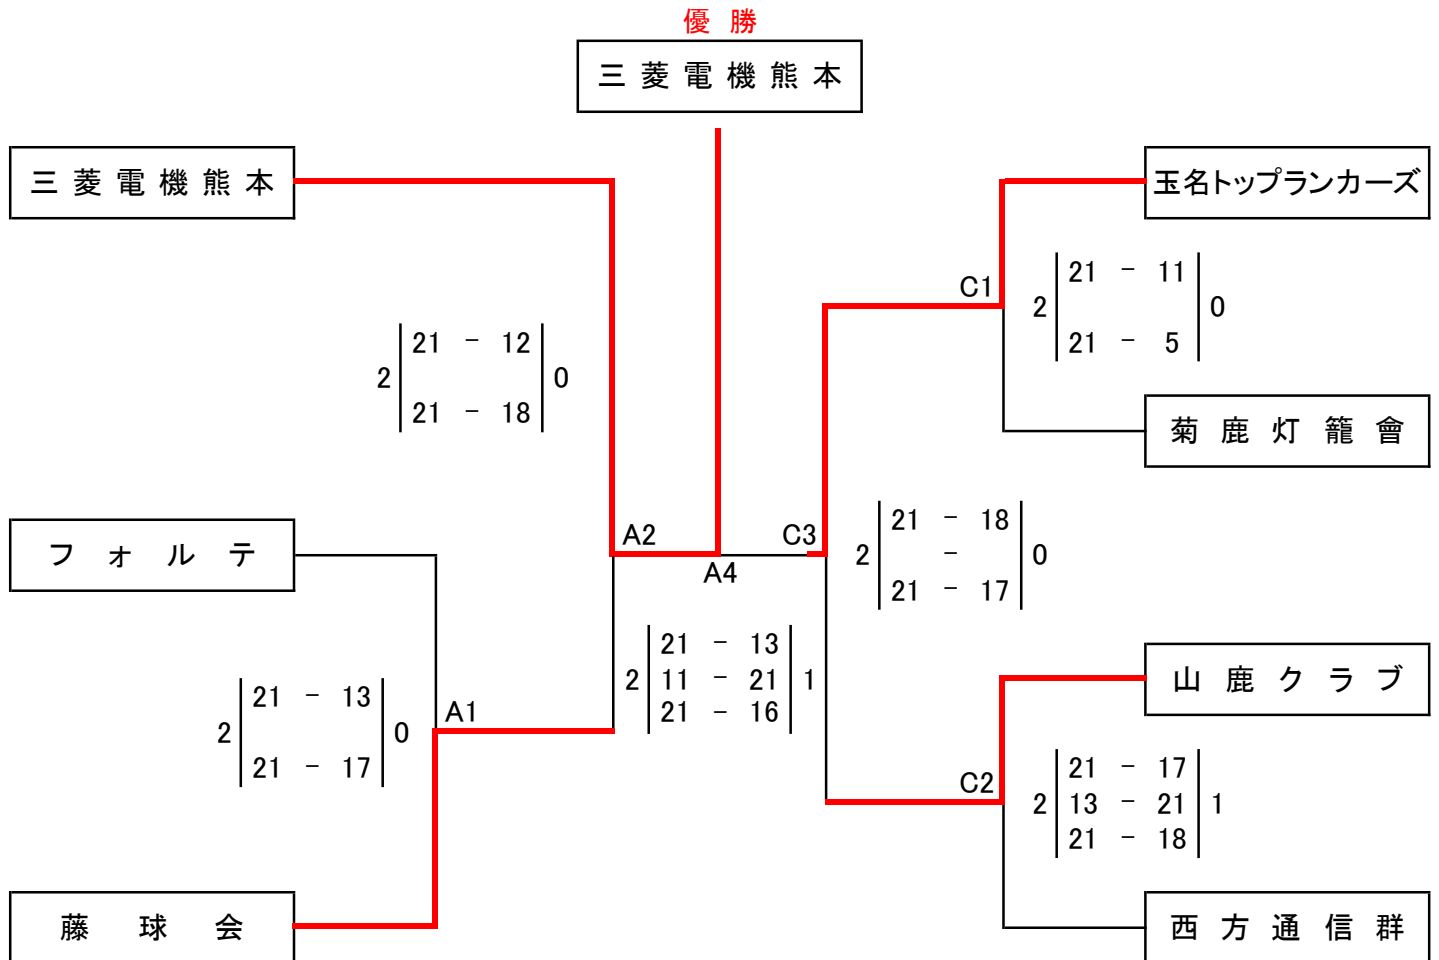 優勝
三菱電機熊本
三菱電機熊本
玉名トップランカーズ
C1
2 21 - 11 0
21 - 5
2 21 - 12 0
21 - 18
菊鹿灯籠會
フォルテ
A2
C3
A4
2 21 - 18 0
-
21 - 17
2 21 - 13 1
11 - 21
21 - 16
山鹿クラブ
2 21 - 13 0
21 - 17
A1
C2
2 21 - 17 1
13 - 21
21 - 18
藤球会
西方通信群